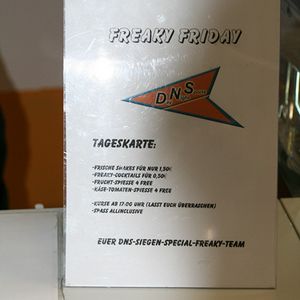 FREAKY FRIDAY
DNS
TAGESKARTE:
-FRISCHE SHAKES FÜR NUR 1,50€
-FREAKY-COCKTAILS FÜR 0,50€
-FRUCHT-SPIESSE 4 FREE
-KÄSE-TOMATEN-SPIESSE 4 FREE
-KURSE AB 17:00 UHR (LASST EUCH ÜBERRASCHEN)
-SPASS ALLINCLUSIVE
EUER DNS-SIEGEN-SPECIAL-FREAKY-TEAM